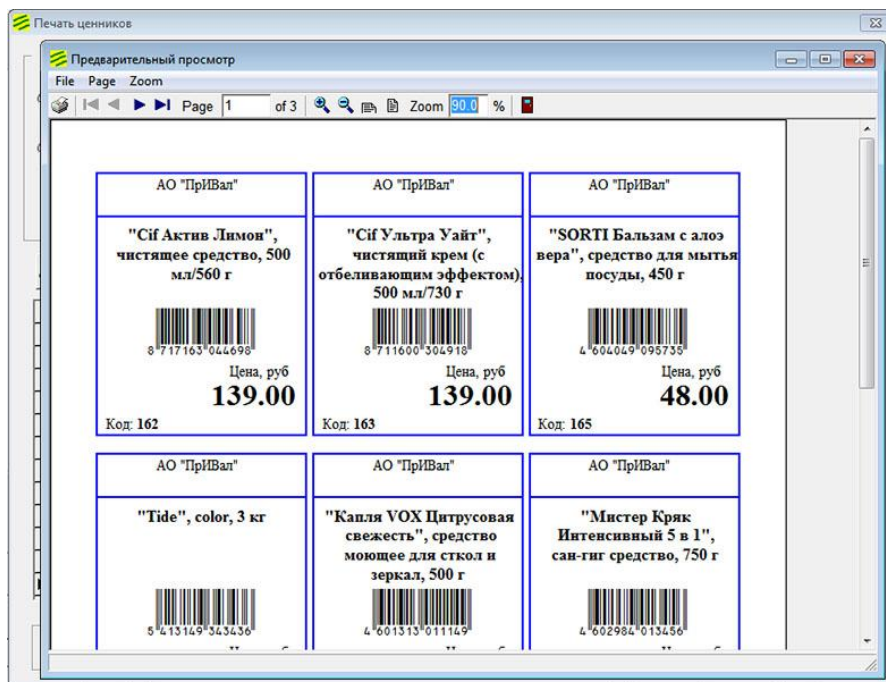 Печать ценников
Предварительный просмотр
File Page Zoom
Page 1 of 3 Zoom 90.0 %
АО "ПрИВал"
"Cif Актив Лимон",
чистящее средство, 500
мл/560 г
8 717163 044698
Цена, руб
139.00
Код: 162
АО "ПрИВал"
"Cif Ультра Уайт",
чистящий крем (с
отбеливающим эффектом),
500 мл/730 г
8 711600 304918
Цена, руб
139.00
Код: 163
АО "ПрИВал"
"SORTI Бальзам с алоэ
вера", средство для мытья
посуды, 450 г
4 604049 095735
Цена, руб
48.00
Код: 165
АО "ПрИВал"
"Tide", color, 3 кг
5 413149 343436
АО "ПрИВал"
"Капля VOX Цитрусовая
свежесть", средство
моющее для сткол и
зеркал, 500 г
4 601313 011149
АО "ПрИВал"
"Мистер Кряк
Интенсивный 5 в 1",
сан-гиг средство, 750 г
4 602984 013456